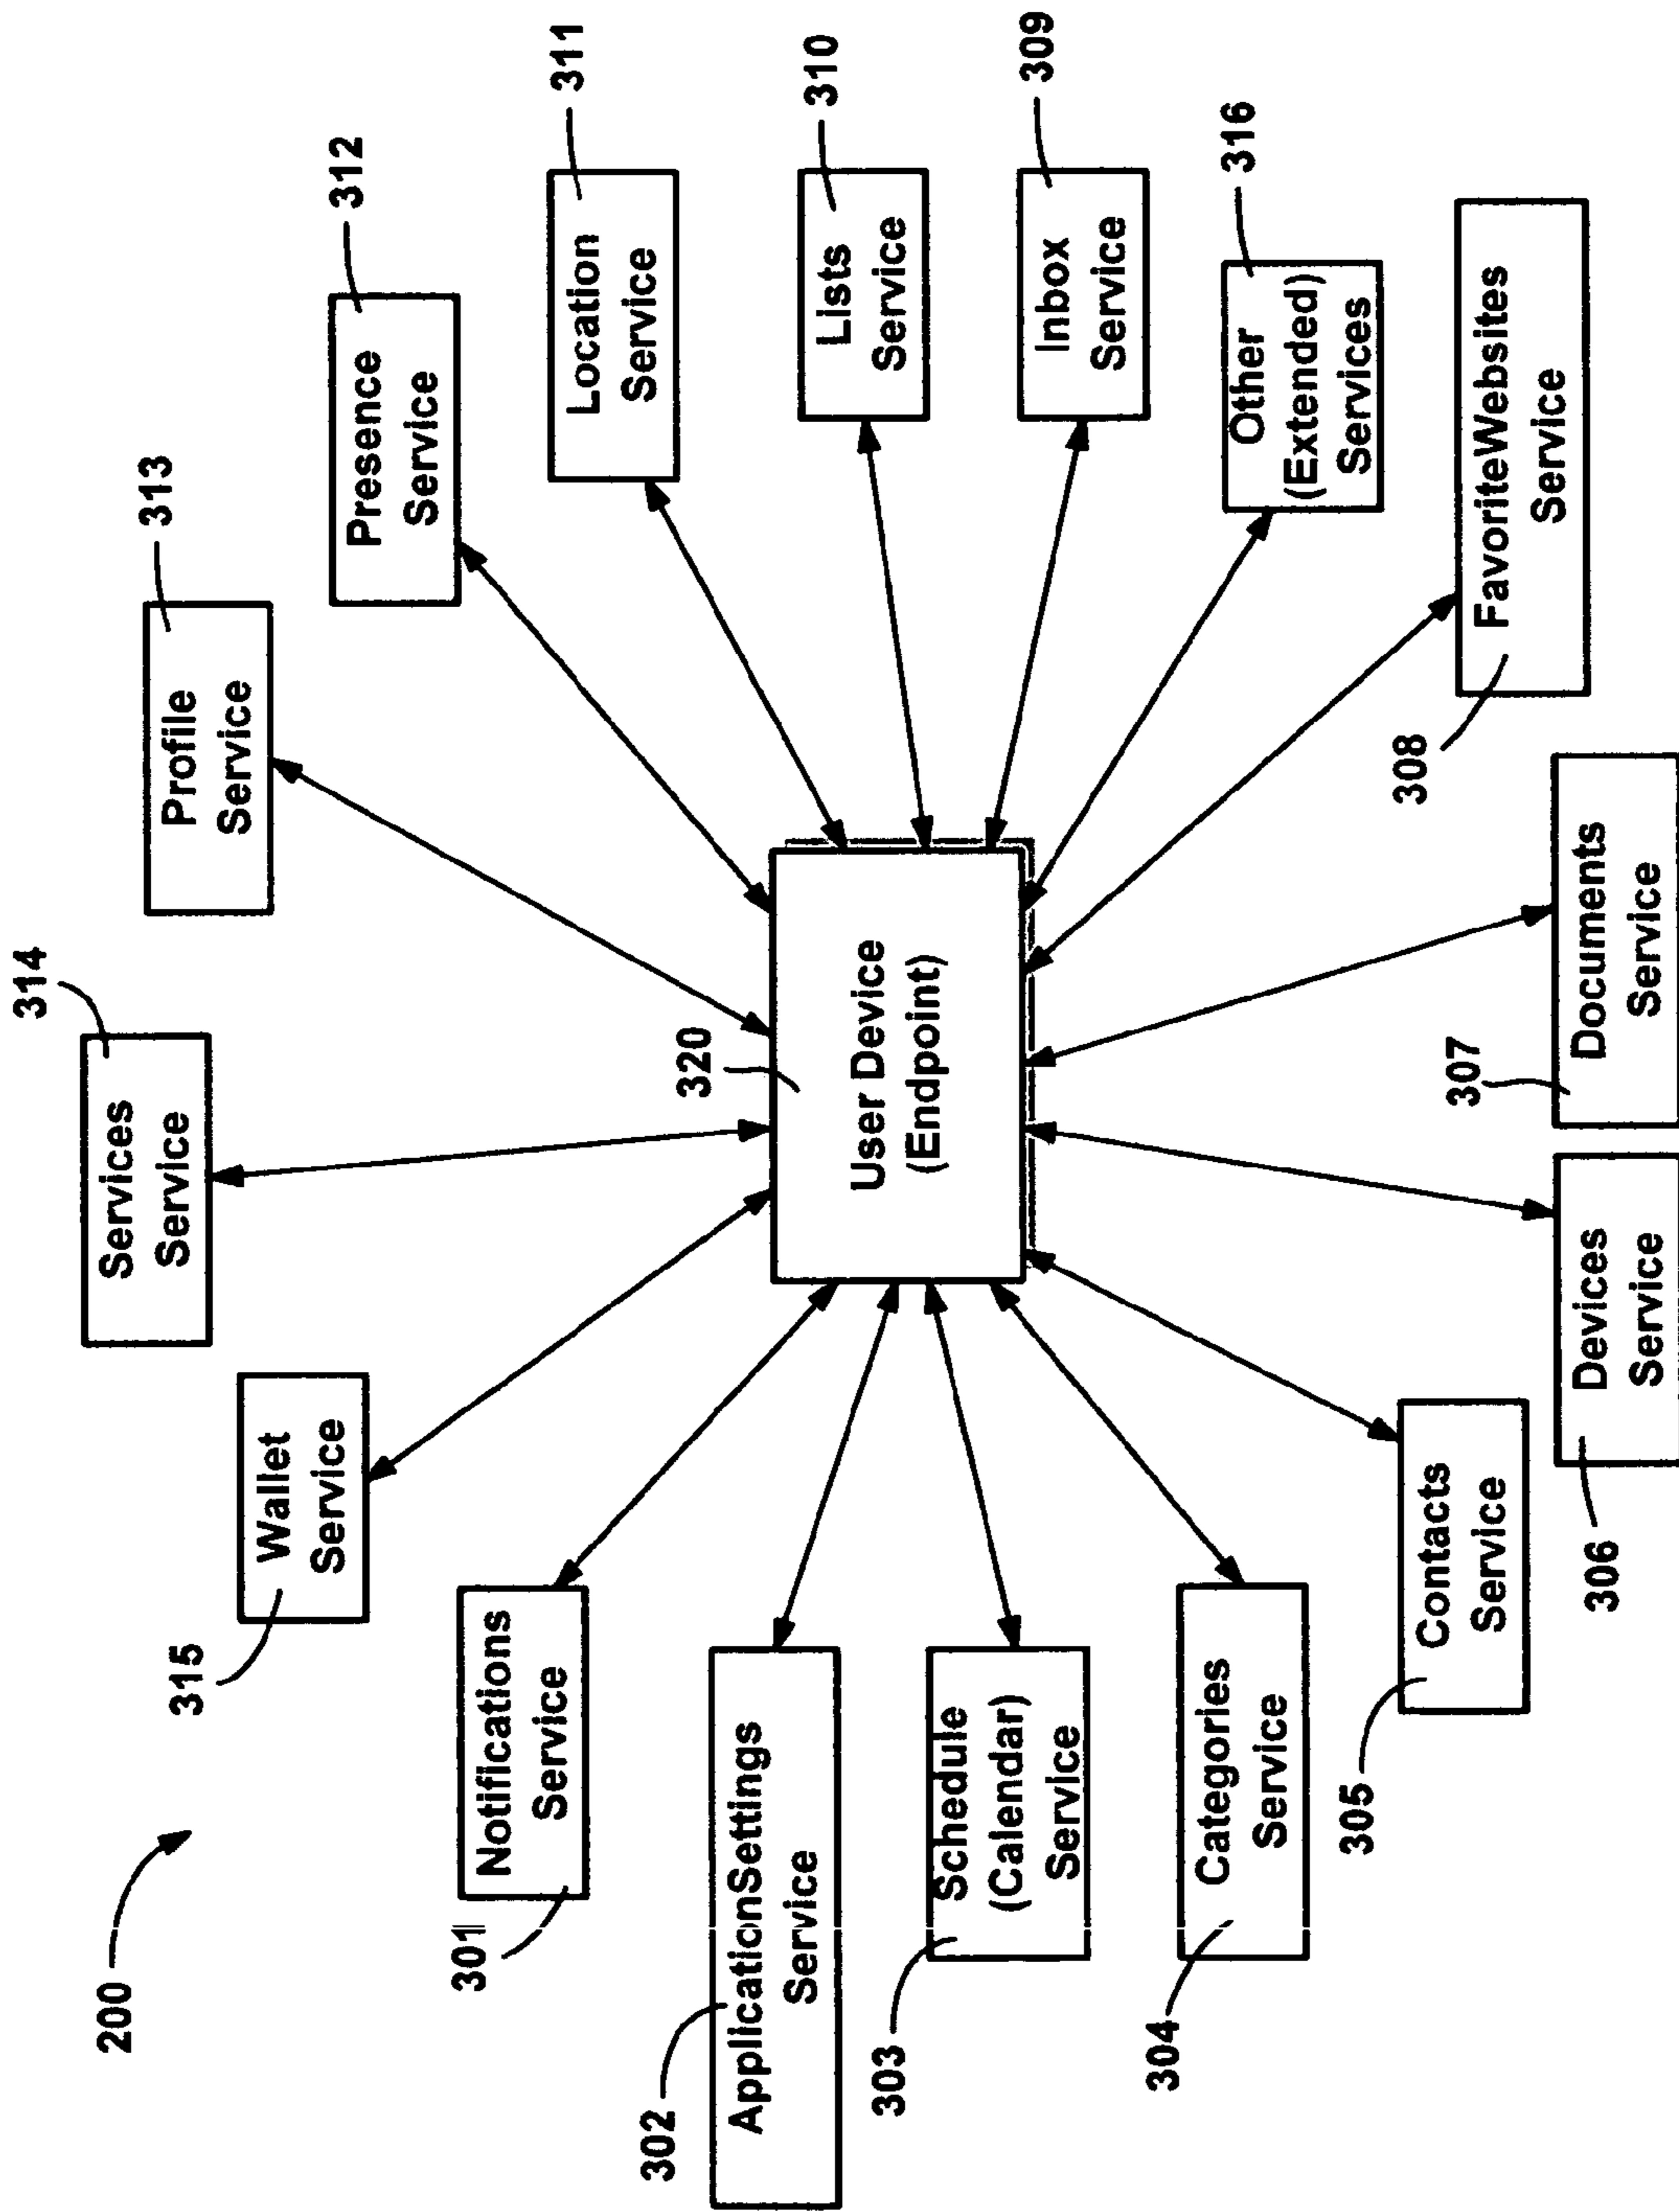 200
314
Services
Service
313
Profile
Service
315
Wallet
Service
312
Presence
Service
301
Notifications
Service
311
Location
Service
302
ApplicationSettings
Service
320
User Device
(Endpoint)
310
Lists
Service
303
Schedule
(Calendar)
Service
309
Inbox
Service
304
Categories
Service
316
Other
(Extended)
Services
305
Contacts
Service
308
FavoriteWebsites
Service
306
Devices
Service
307
Documents
Service